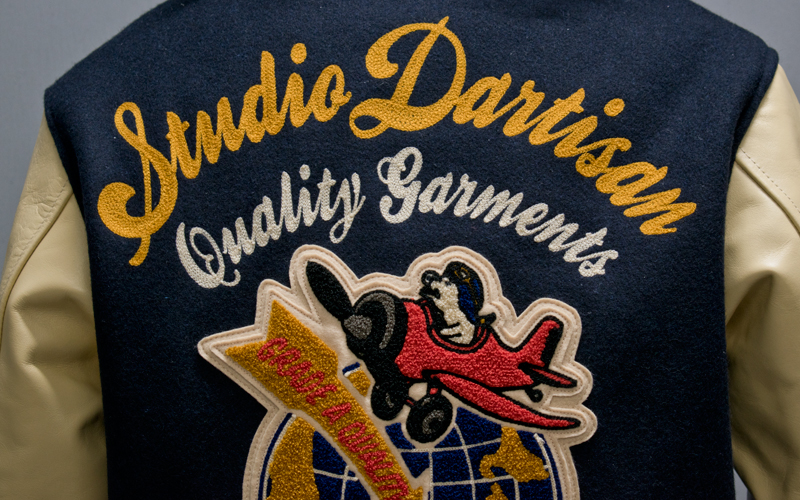 Studio Dartisan
Quality Garments